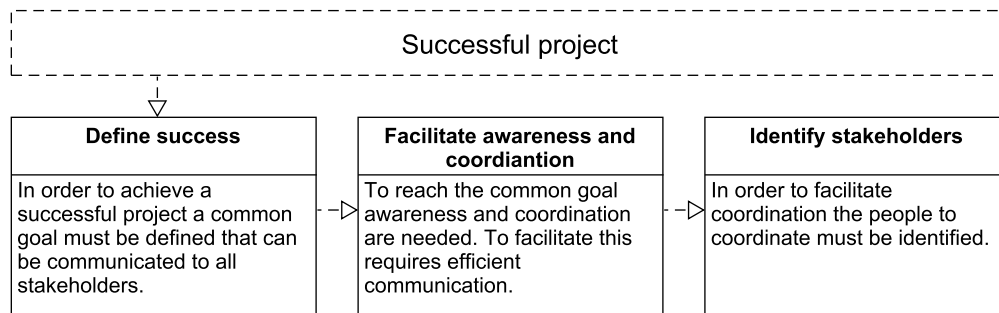 Successful project
Define success
In order to achieve a
successful project a common
goal must be defined that can
be communicated to all
stakeholders.
Facilitate awareness and
coordiantion
To reach the common goal
awareness and coordination
are needed. To facilitate this
requires efficient
communication.
Identify stakeholders
In order to facilitate
coordination the people to
coordinate must be identified.